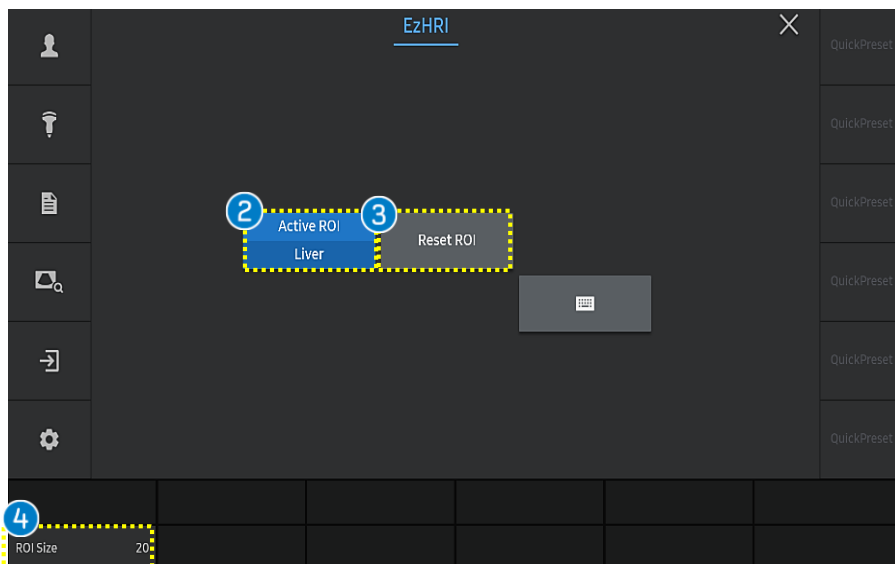 EzHRI
QuickPreset
QuickPreset
QuickPreset
2
3
Active ROI
Liver
Reset ROI
QuickPreset
QuickPreset
QuickPreset
4
ROI Size 20